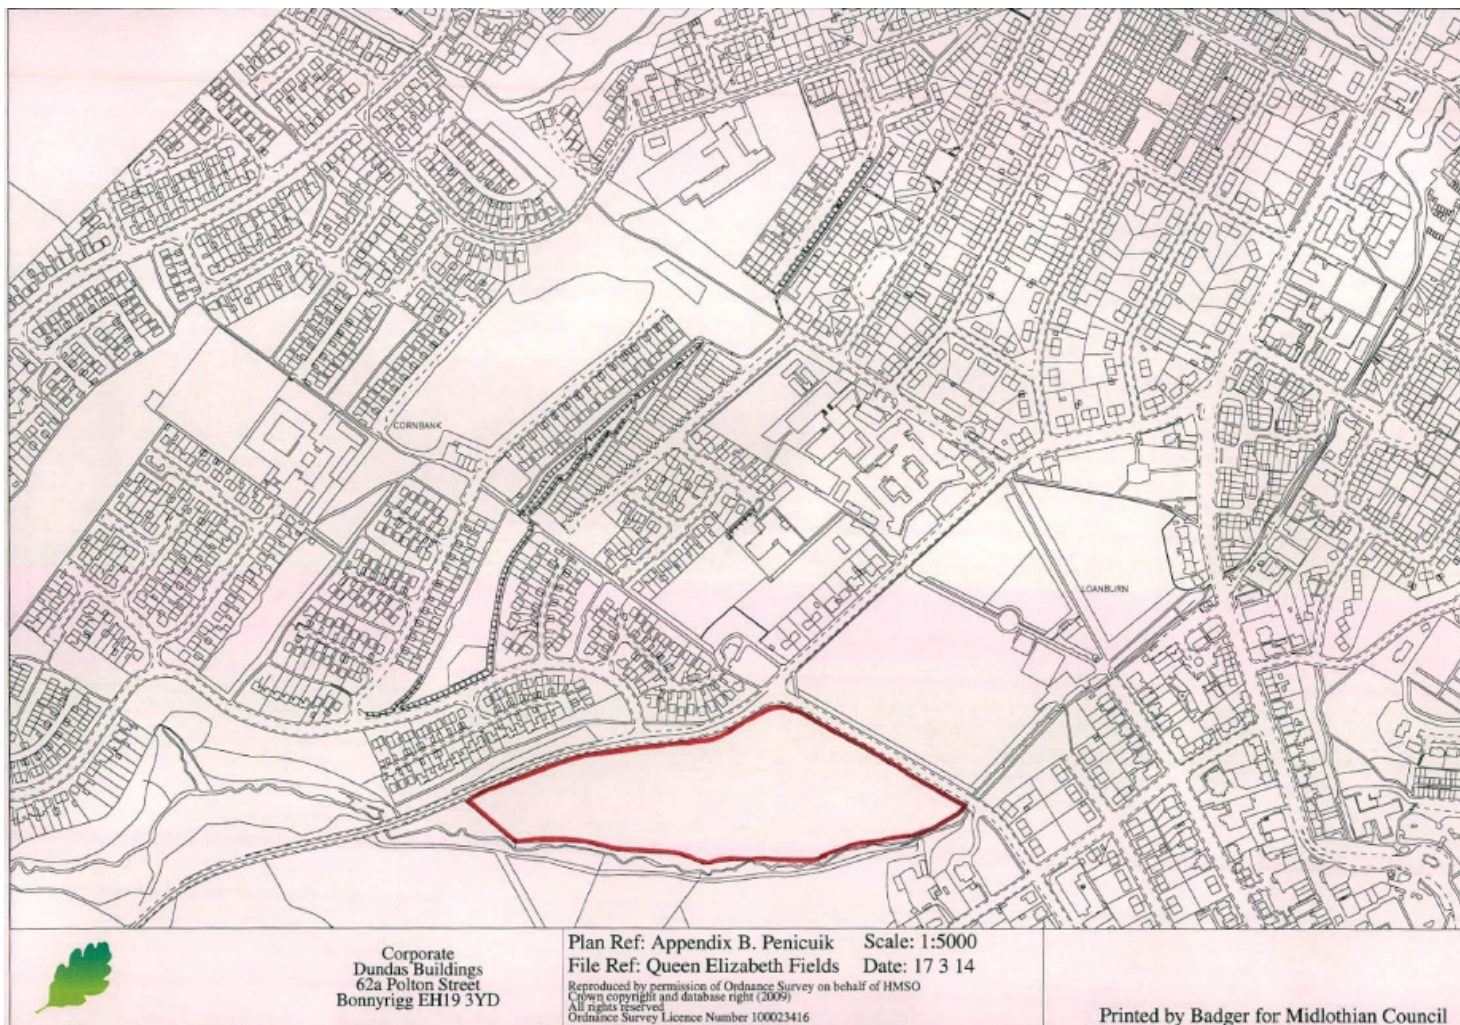 CORNBANK
LOANBURN
Corporate
Dundas Buildings
62a Polton Street
Bonnyrigg EH19 3YD
Plan Ref: Appendix B. Penicuik Scale: 1:5000
File Ref: Queen Elizabeth Fields Date: 17 3 14
Reproduced by permission of Ordnance Survey on behalf of HMSO
Crown copyright and database right (2009)
All rights reserved
Ordnance Survey Licence Number 100023416
Printed by Badger for Midlothian Council